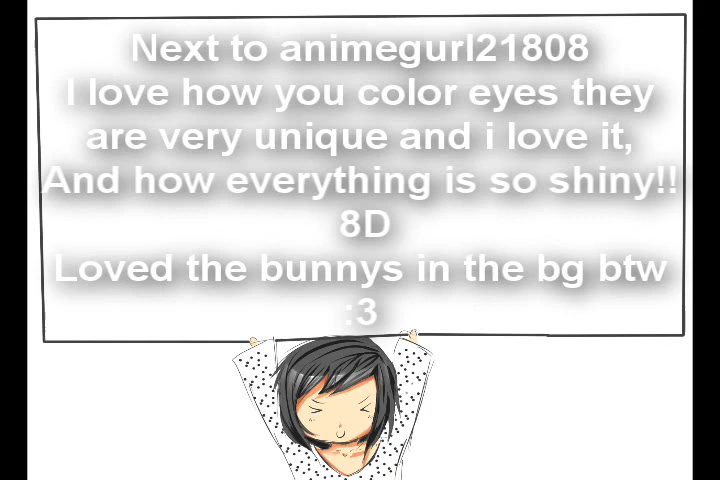 Next to animegurl21808
I love how you color eyes they
are very unique and i love it,
And how everything is so shiny!!
8D
Loved the bunnys in the bg btw
:3